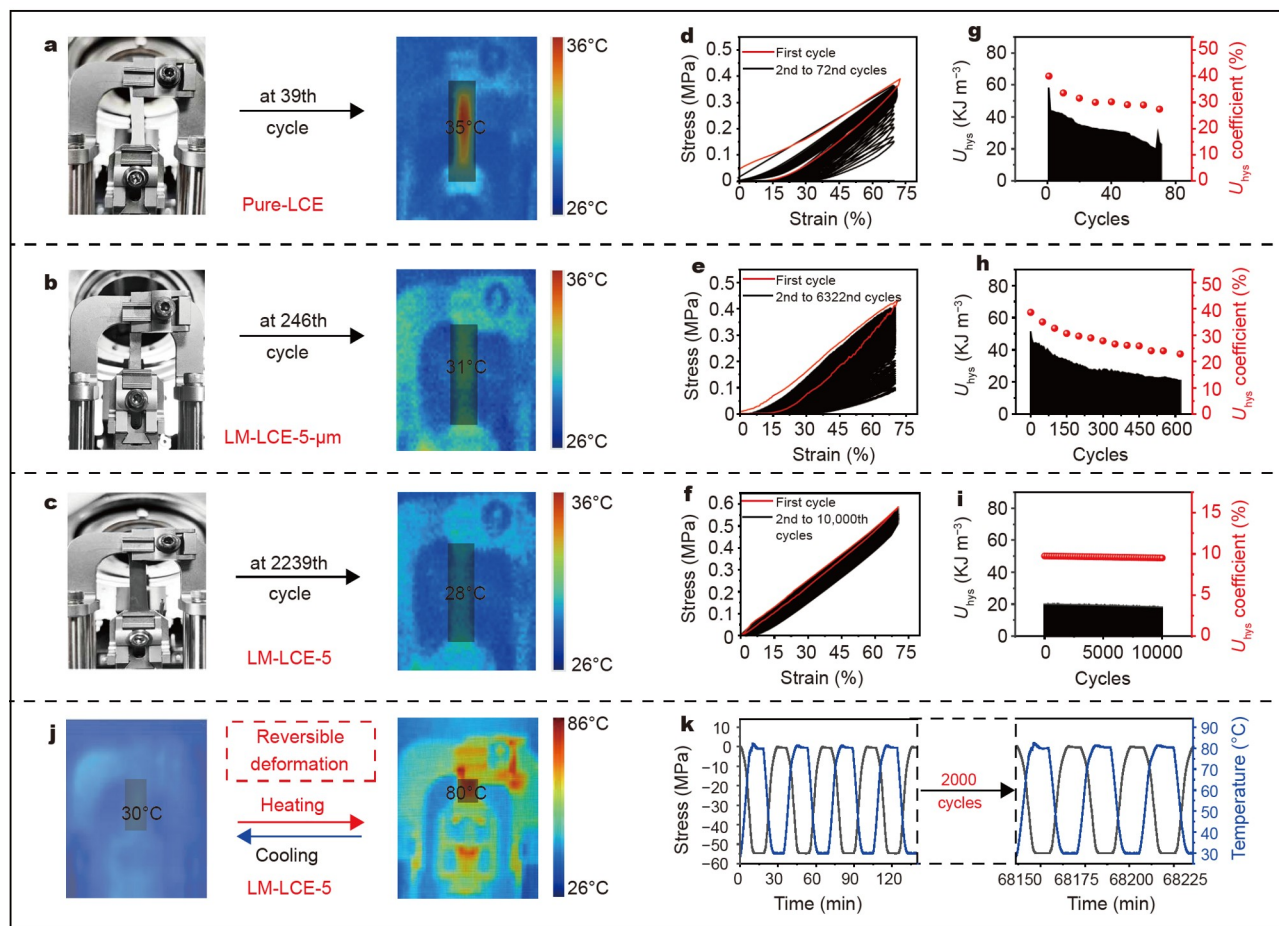 a
at 39th
cycle
Pure-LCE
35°C
36°C
26°C
d
Stress (MPa)
0.5
0.4
0.3
0.2
0.1
0
First cycle
2nd to 72nd cycles
0 15 30 45 60 75
Strain (%)
g
U hys (KJ m⁻³)
80
60
40
20
0
0 40 80
Cycles
50
40
30
20
10
0
U hys coefficient (%)
b
at 246th
cycle
LM-LCE-5-μm
31°C
36°C
26°C
e
Stress (MPa)
0.5
0.4
0.3
0.2
0.1
0
First cycle
2nd to 6322nd cycles
0 15 30 45 60 75
Strain (%)
h
U hys (KJ m⁻³)
80
60
40
20
0
0 150 300 450 600
Cycles
50
40
30
20
10
0
U hys coefficient (%)
c
at 2239th
cycle
LM-LCE-5
28°C
36°C
26°C
f
Stress (MPa)
0.6
0.5
0.4
0.3
0.2
0.1
0
First cycle
2nd to 10,000th
cycles
0 15 30 45 60 75
Strain (%)
i
U hys (KJ m⁻³)
80
60
40
20
0
0 5000 10000
Cycles
15
10
5
0
U hys coefficient (%)
j
30°C
Reversible
deformation
Heating
Cooling
LM-LCE-5
80°C
86°C
26°C
k
Stress (MPa)
10
0
−10
−20
−30
−40
−50
−60
0 30 60 90 120
Time (min)
2000
cycles
68150 68175 68200 68225
Time (min)
90
80
70
60
50
40
30
Temperature (°C)